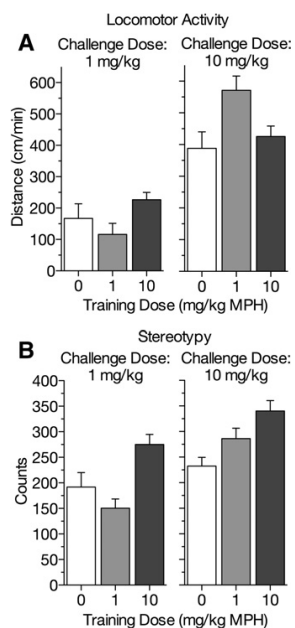 Locomotor Activity
A
Challenge Dose: Challenge Dose:
1 mg/kg 10 mg/kg
600
500
400
300
200
100
0
Distance (cm/min)
0 1 10 0 1 10
Training Dose (mg/kg MPH)
Stereotypy
B
Challenge Dose: Challenge Dose:
1 mg/kg 10 mg/kg
400
350
300
250
200
150
100
50
0
Counts
0 1 10 0 1 10
Training Dose (mg/kg MPH)